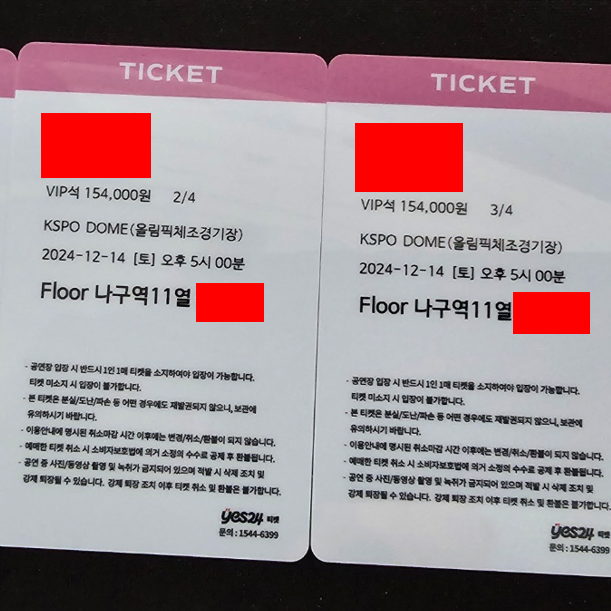 TICKET
VIP석 154,000원 2/4
KSPO DOME(올림픽체조경기장)
2024-12-14 [토] 오후 5시 00분
Floor 나구역11열
- 공연장 입장 시 반드시 1인 1매 티켓을 소지하여야 입장이 가능합니다.
티켓 미소지 시 입장이 불가합니다.
- 본 티켓은 분실/도난/파손 등 어떤 경우에도 재발권되지 않으니, 보관에
유의하시기 바랍니다.
- 이용안내에 명시된 취소마감 시간 이후에는 변경/취소/환불이 되지 않습니다.
- 예매한 티켓 취소 시 소비자보호법에 의거 소정의 수수료 공제 후 환불됩니다.
- 공연 중 사진/동영상 촬영 및 녹취가 금지되어 있으며 적발 시 삭제 조치 및
강제 퇴장될 수 있습니다. 강제 퇴장 조치 이후 티켓 취소 및 환불은 불가합니다.
yes24 티켓
문의 : 1544-6399
TICKET
VIP석 154,000원 3/4
KSPO DOME(올림픽체조경기장)
2024-12-14 [토] 오후 5시 00분
Floor 나구역11열
- 공연장 입장 시 반드시 1인 1매 티켓을 소지하여야 입장이 가능합니다.
티켓 미소지 시 입장이 불가합니다.
- 본 티켓은 분실/도난/파손 등 어떤 경우에도 재발권되지 않으니, 보관에
유의하시기 바랍니다.
- 이용안내에 명시된 취소마감 시간 이후에는 변경/취소/환불이 되지 않습니다.
- 예매한 티켓 취소 시 소비자보호법에 의거 소정의 수수료 공제 후 환불됩니다.
- 공연 중 사진/동영상 촬영 및 녹취가 금지되어 있으며 적발 시 삭제 조치 및
강제 퇴장될 수 있습니다. 강제 퇴장 조치 이후 티켓 취소 및 환불은 불가합니다.
yes24 티켓
문의 : 1544-6399